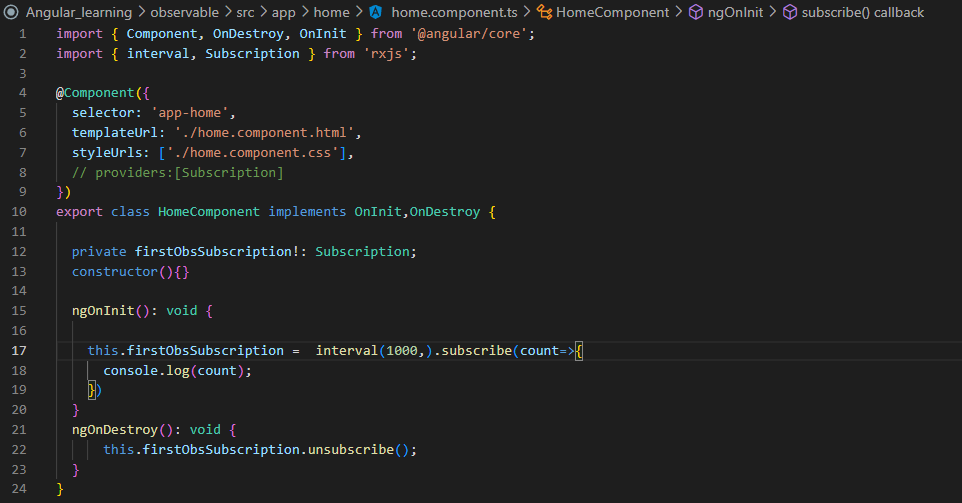 Angular_learning > observable > src > app > home > home.component.ts > HomeComponent > ngOnInit > subscribe() callback
1 import { Component, OnDestroy, OnInit } from '@angular/core';
2 import { interval, Subscription } from 'rxjs';
3
4 @Component({
5   selector: 'app-home',
6   templateUrl: './home.component.html',
7   styleUrls: ['./home.component.css'],
8   // providers:[Subscription]
9 })
10 export class HomeComponent implements OnInit,OnDestroy {
11
12   private firstObsSubscription!: Subscription;
13   constructor(){}
14
15   ngOnInit(): void {
16
17     this.firstObsSubscription =  interval(1000,).subscribe(count=>{
18       console.log(count);
19     })
20   }
21   ngOnDestroy(): void {
22       this.firstObsSubscription.unsubscribe();
23   }
24 }